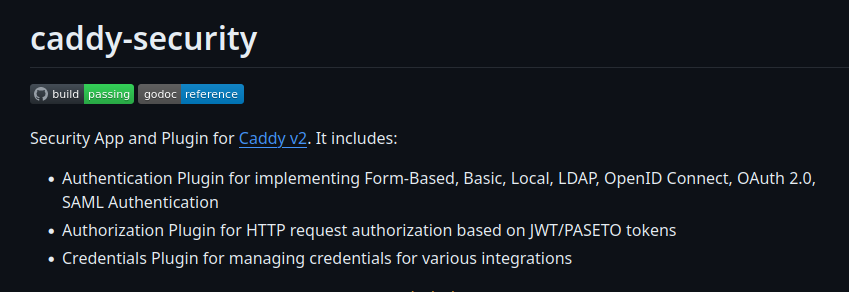 caddy-security
build passing godoc reference
Security App and Plugin for Caddy v2. It includes:
• Authentication Plugin for implementing Form-Based, Basic, Local, LDAP, OpenID Connect, OAuth 2.0,
SAML Authentication
• Authorization Plugin for HTTP request authorization based on JWT/PASETO tokens
• Credentials Plugin for managing credentials for various integrations